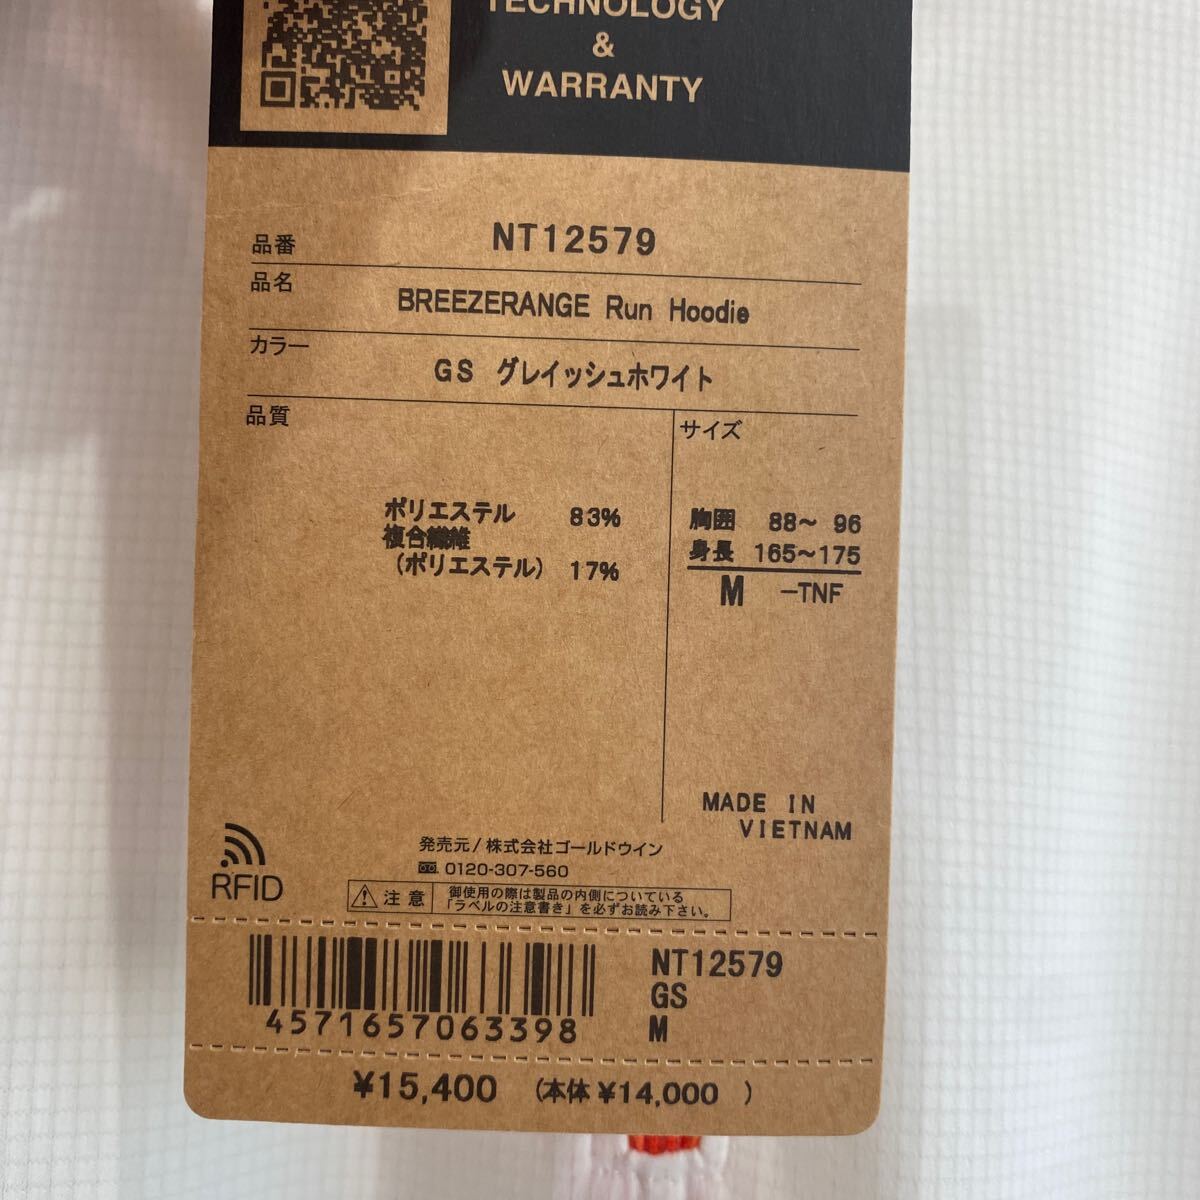 TECHNOLOGY
&
WARRANTY
品番 NT12579
品名 BREEZERANGE Run Hoodie
カラー GS グレイッシュホワイト
品質
ポリエステル 83%
複合繊維
(ポリエステル) 17%
サイズ
胸囲 88～ 96
身長 165～175
M -TNF
MADE IN
VIETNAM
RFID
発売元/株式会社ゴールドウイン
0120-307-560
注意 御使用の際は製品の内側についている
「ラベルの注意書き」を必ずお読み下さい。
4571657063398
NT12579
GS
M
¥15,400 (本体¥14,000 )